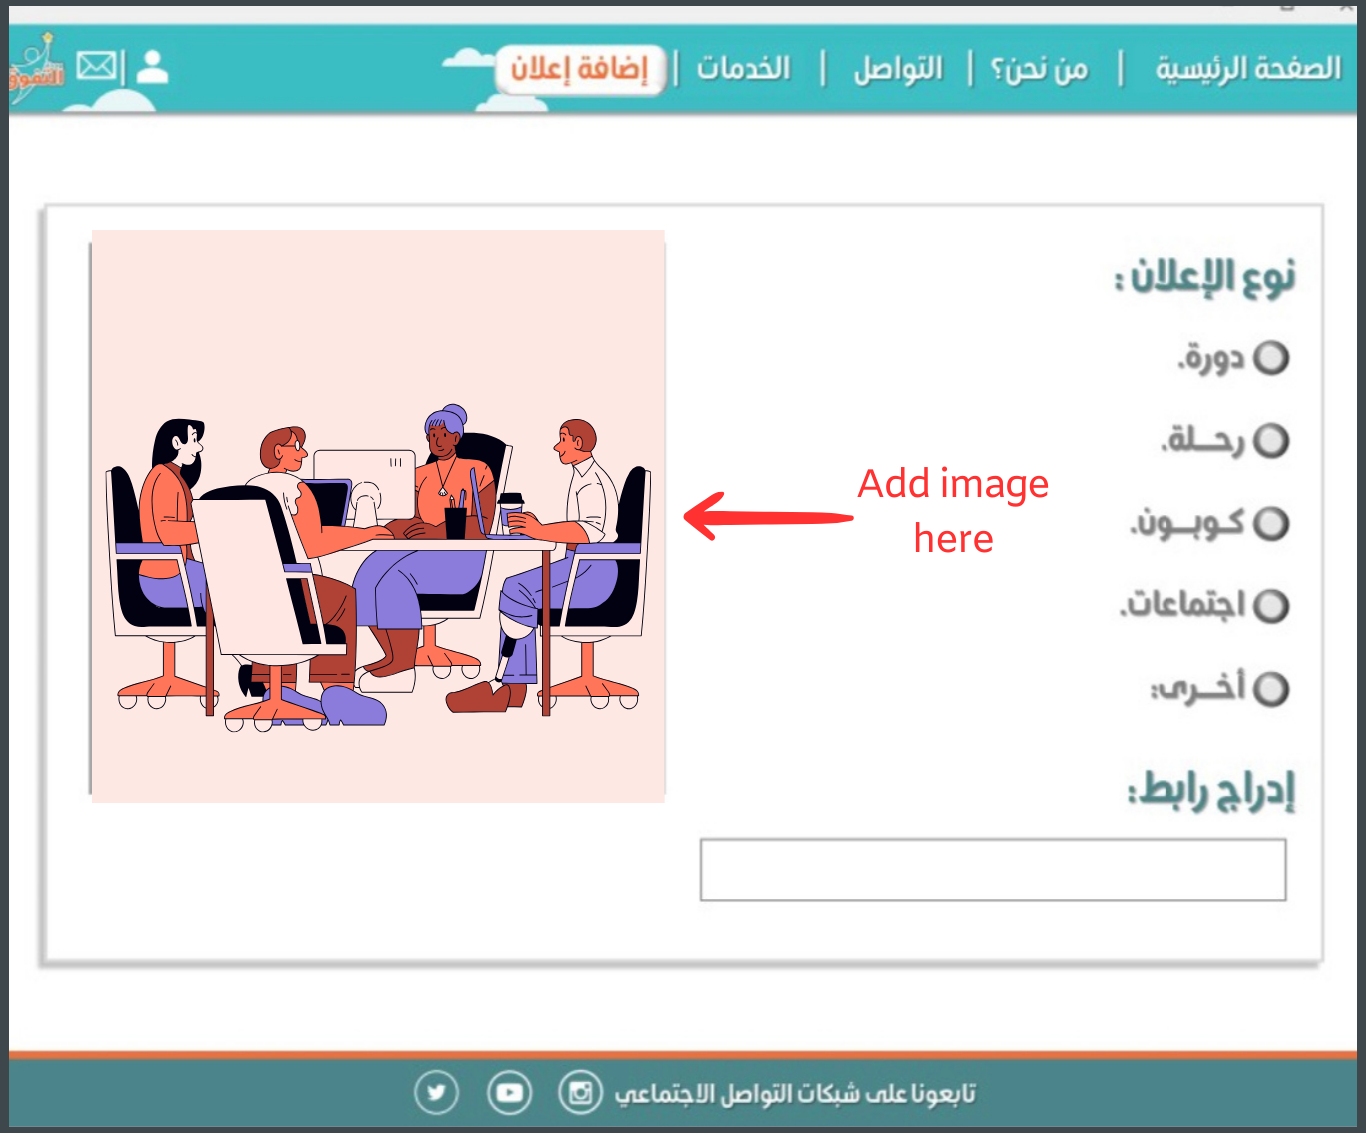 الصفحة الرئيسية | من نحن؟ | التواصل | الخدمات | إضافة إعلان
التفوق
نوع الإعلان :
دورة.
رحـلة.
كـوبـون.
اجتماعات.
أخـرى:
Add image
here
إدراج رابط:
تابعونا على شبكات التواصل الاجتماعي